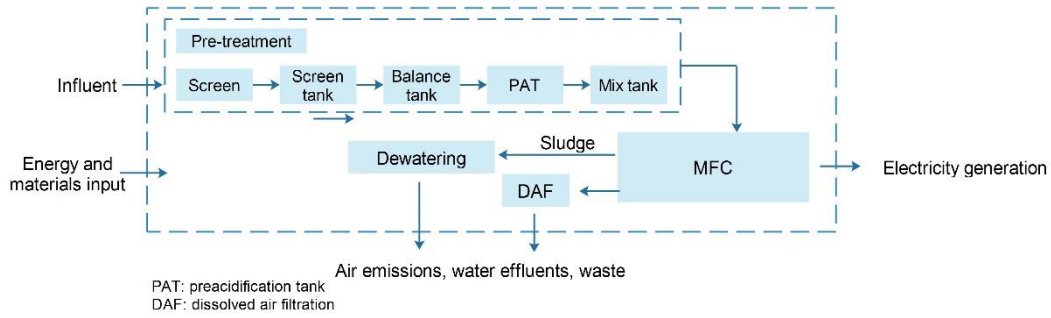 Pre-treatment
Influent
Screen
Screen
tank
Balance
tank
PAT
Mix tank
Energy and
materials input
Dewatering
Sludge
DAF
MFC
Electricity generation
Air emissions, water effluents, waste
PAT: preacidification tank
DAF: dissolved air filtration